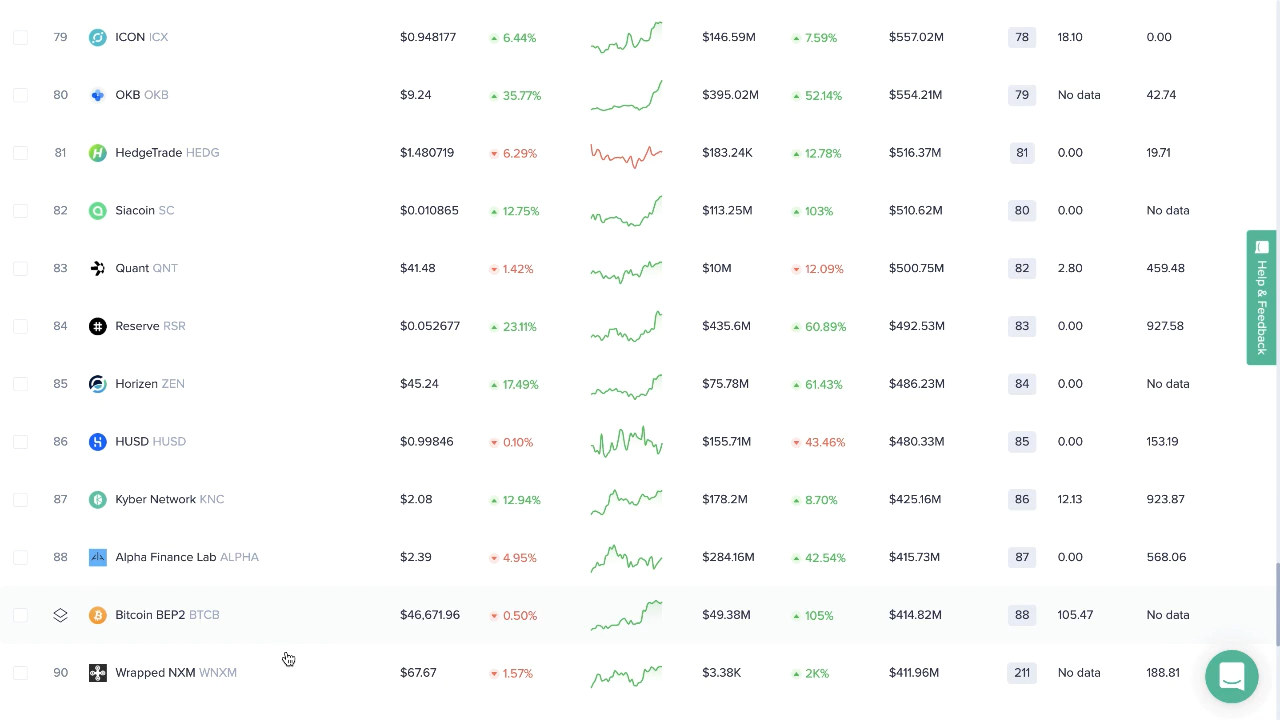 79 ICON ICX $0.948177 6.44% $146.59M 7.59% $557.02M 78 18.10 0.00
80 OKB OKB $9.24 35.77% $395.02M 52.14% $554.21M 79 No data 42.74
81 HedgeTrade HEDG $1.480719 6.29% $183.24K 12.78% $516.37M 81 0.00 19.71
82 Siacoin SC $0.010865 12.75% $113.25M 103% $510.62M 80 0.00 No data
83 Quant QNT $41.48 1.42% $10M 12.09% $500.75M 82 2.80 459.48
84 Reserve RSR $0.052677 23.11% $435.6M 60.89% $492.53M 83 0.00 927.58
85 Horizen ZEN $45.24 17.49% $75.78M 61.43% $486.23M 84 0.00 No data
86 HUSD HUSD $0.99846 0.10% $155.71M 43.46% $480.33M 85 0.00 153.19
87 Kyber Network KNC $2.08 12.94% $178.2M 8.70% $425.16M 86 12.13 923.87
88 Alpha Finance Lab ALPHA $2.39 4.95% $284.16M 42.54% $415.73M 87 0.00 568.06
Bitcoin BEP2 BTCB $46,671.96 0.50% $49.38M 105% $414.82M 88 105.47 No data
90 Wrapped NXM WNXM $67.67 1.57% $3.38K 2K% $411.96M 211 No data 188.81
Help & Feedback